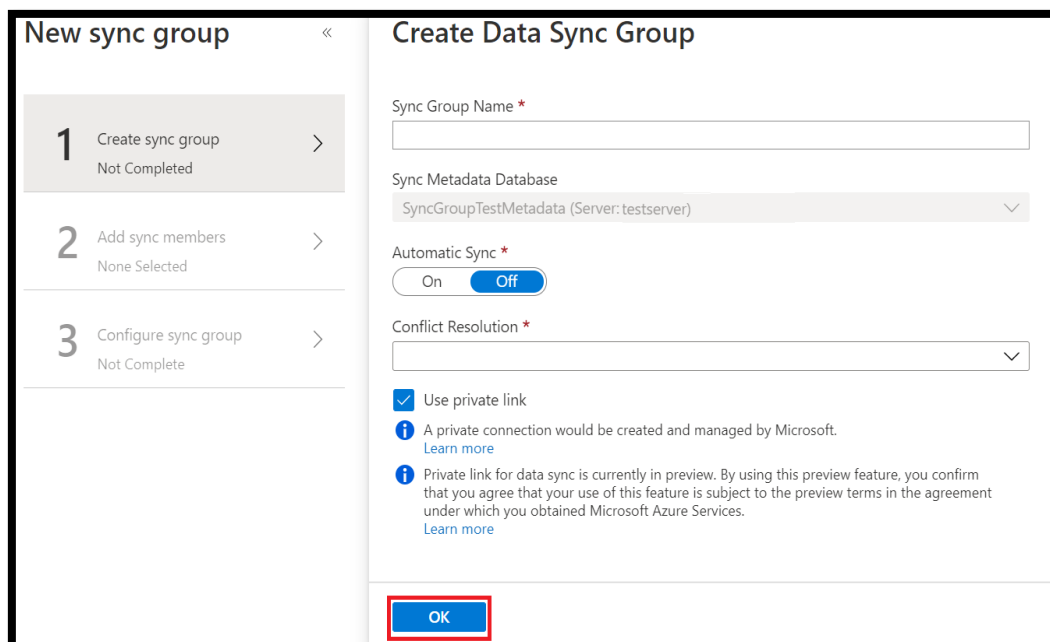 New sync group
«
1
Create sync group
Not Completed
2
Add sync members
None Selected
3
Configure sync group
Not Complete
Create Data Sync Group
Sync Group Name *
Sync Metadata Database
SyncGroupTestMetadata (Server: testserver)
Automatic Sync *
On Off
Conflict Resolution *
Use private link
A private connection would be created and managed by Microsoft.
Learn more
Private link for data sync is currently in preview. By using this preview feature, you confirm
that you agree that your use of this feature is subject to the preview terms in the agreement
under which you obtained Microsoft Azure Services.
Learn more
OK